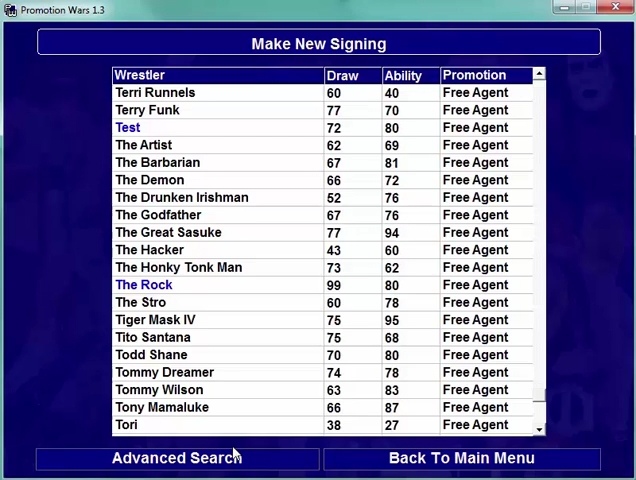 Promotion Wars 1.3
Make New Signing
Wrestler Draw Ability Promotion
Terri Runnels 60 40 Free Agent
Terry Funk 77 70 Free Agent
Test 72 80 Free Agent
The Artist 62 69 Free Agent
The Barbarian 67 81 Free Agent
The Demon 66 72 Free Agent
The Drunken Irishman 52 76 Free Agent
The Godfather 67 76 Free Agent
The Great Sasuke 77 94 Free Agent
The Hacker 43 60 Free Agent
The Honky Tonk Man 73 62 Free Agent
The Rock 99 80 Free Agent
The Stro 60 78 Free Agent
Tiger Mask IV 75 95 Free Agent
Tito Santana 75 68 Free Agent
Todd Shane 70 80 Free Agent
Tommy Dreamer 74 78 Free Agent
Tommy Wilson 63 83 Free Agent
Tony Mamaluke 66 87 Free Agent
Tori 38 27 Free Agent
Advanced Search Back To Main Menu